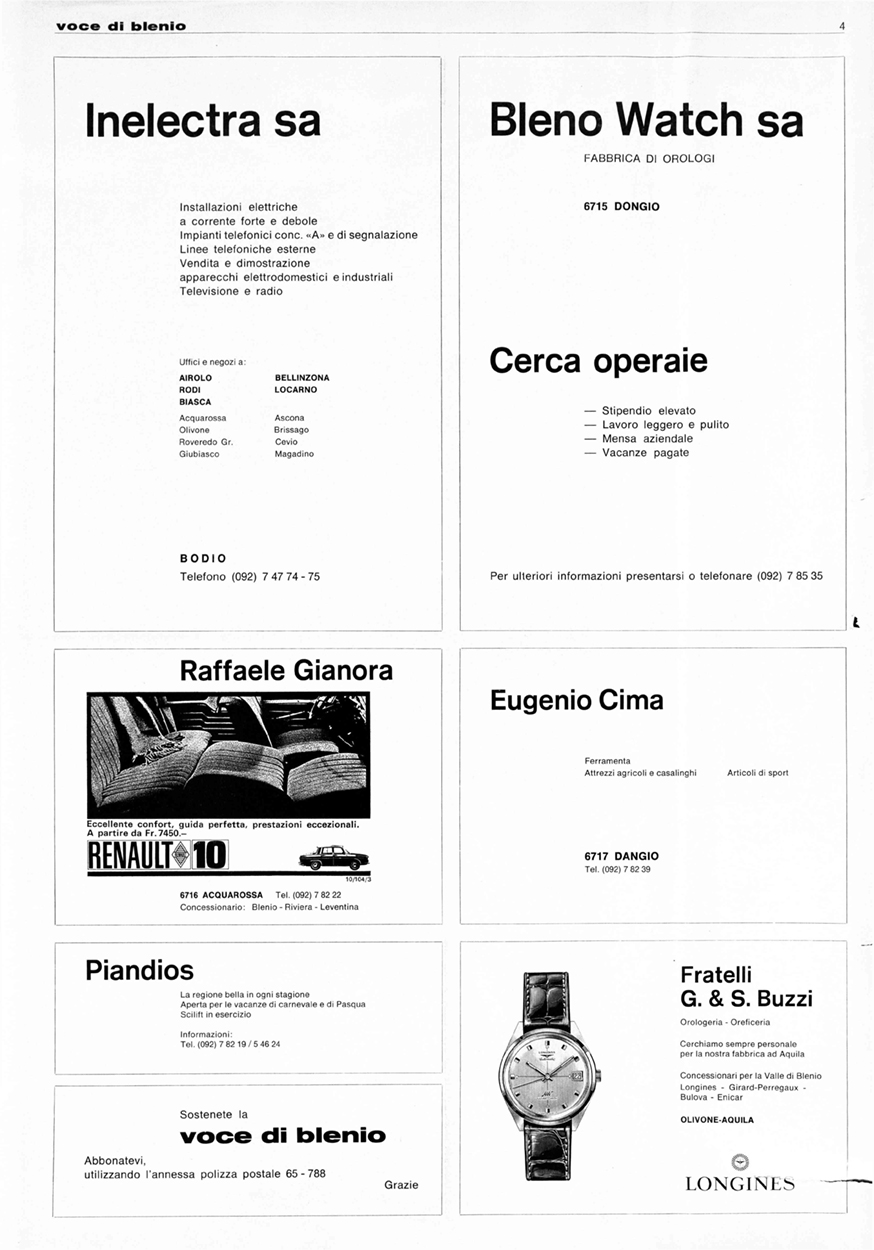 voce di blenio 4
Inelectra sa
Installazioni elettriche
a corrente forte e debole
Impianti telefonici conc. «A» e di segnalazione
Linee telefoniche esterne
Vendita e dimostrazione
apparecchi elettrodomestici e industriali
Televisione e radio
Uffici e negozi a:
AIROLO BELLINZONA
RODI LOCARNO
BIASCA
Acquarossa Ascona
Olivone Brissago
Roveredo Gr. Cevio
Giubiasco Magadino
BODIO
Telefono (092) 7 47 74 - 75
Bleno Watch sa
FABBRICA DI OROLOGI
6715 DONGIO
Cerca operaie
— Stipendio elevato
— Lavoro leggero e pulito
— Mensa aziendale
— Vacanze pagate
Per ulteriori informazioni presentarsi o telefonare (092) 7 85 35
Raffaele Gianora
Eccellente confort, guida perfetta, prestazioni eccezionali.
A partire da Fr. 7450.–
RENAULT 10
10/104/3
6716 ACQUAROSSA Tel. (092) 7 82 22
Concessionario: Blenio - Riviera - Leventina
Eugenio Cima
Ferramenta
Attrezzi agricoli e casalinghi Articoli di sport
6717 DANGIO
Tel. (092) 7 82 39
Piandios
La regione bella in ogni stagione
Aperta per le vacanze di carnevale e di Pasqua
Scilift in esercizio
Informazioni:
Tel. (092) 7 82 19 / 5 46 24
Sostenete la
voce di blenio
Abbonatevi,
utilizzando l'annessa polizza postale 65 - 788
Grazie
Fratelli
G. & S. Buzzi
Orologeria - Oreficeria
Cerchiamo sempre personale
per la nostra fabbrica ad Aquila
Concessionari per la Valle di Blenio
Longines - Girard-Perregaux -
Bulova - Enicar
OLIVONE-AQUILA
LONGINES